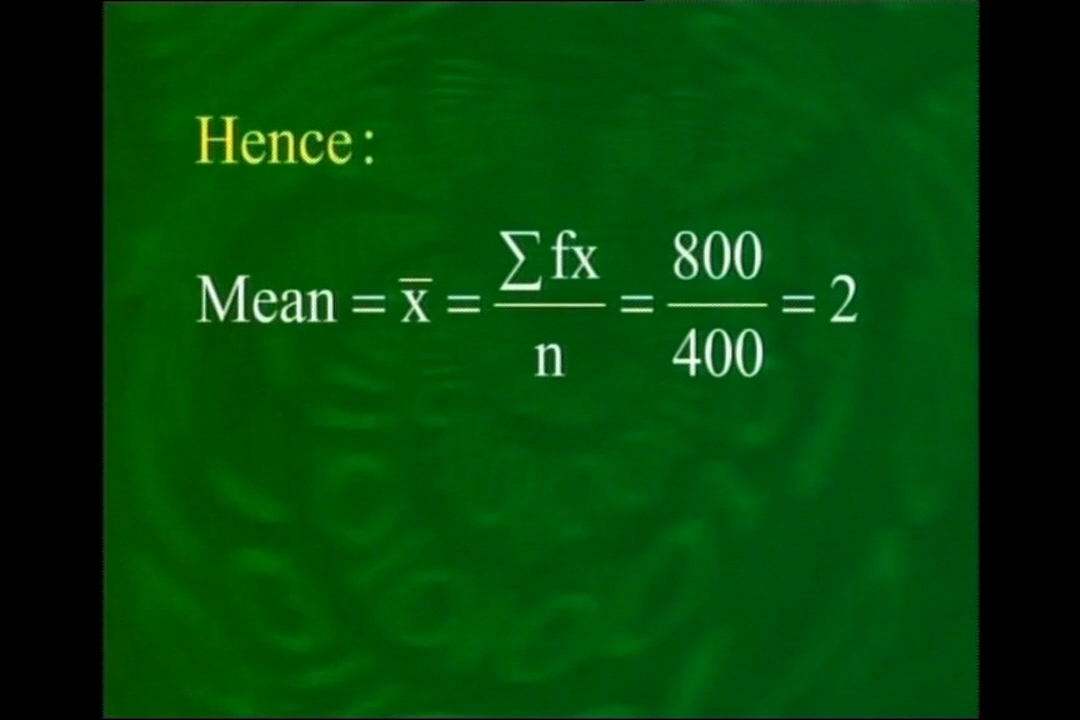 Hence:
Mean = x̅ = ∑fx / n = 800 / 400 = 2